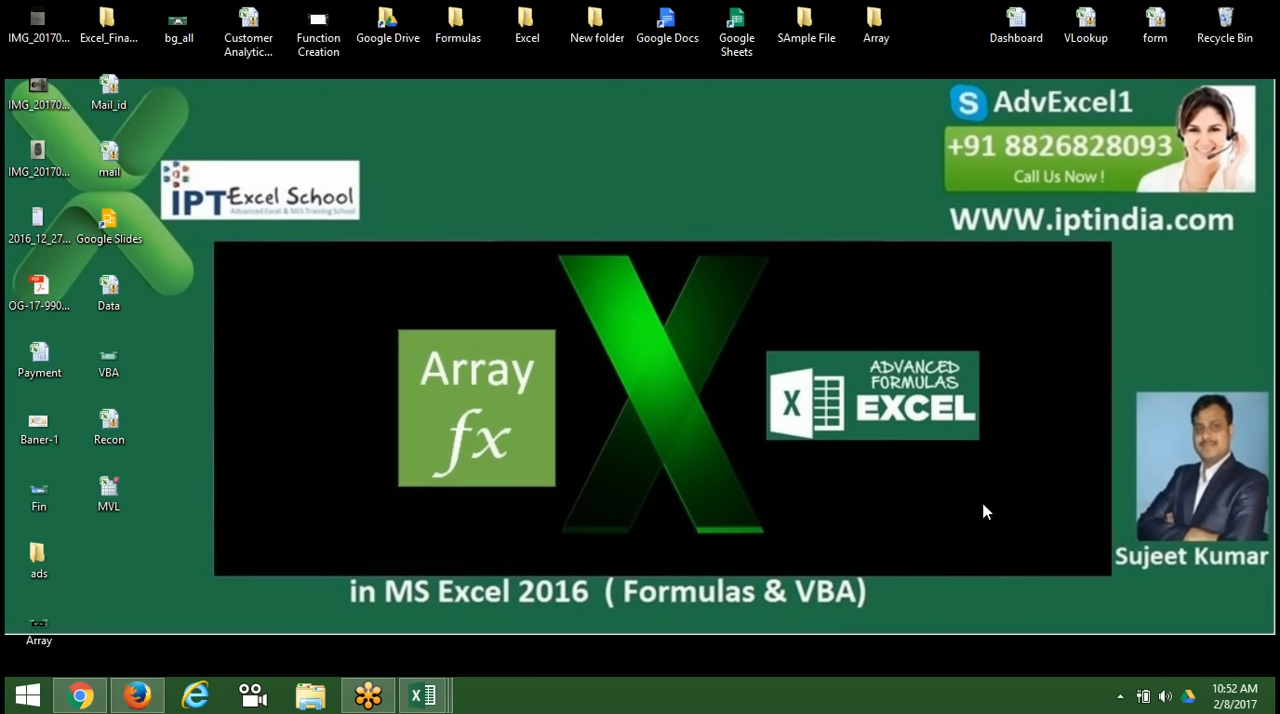 IMG_20170...
Excel_Fina...
bg_all
Customer Analytic...
Function Creation
Google Drive
Formulas
Excel
New folder
Google Docs
Google Sheets
SAmple File
Array
Dashboard
VLookup
form
Recycle Bin
IMG_20170...
Mail_id
IMG_20170...
mail
2016_12_27...
Google Slides
OG-17-990...
Data
Payment
VBA
Baner-1
Recon
Fin
MVL
ads
Array
IPT Excel School
Advanced Excel & MIS Training School
S AdvExcel1
+91 8826828093
Call Us Now !
WWW.iptindia.com
Array
fx
X
ADVANCED
FORMULAS
EXCEL
Sujeet Kumar
in MS Excel 2016 ( Formulas & VBA)
10:52 AM
2/8/2017